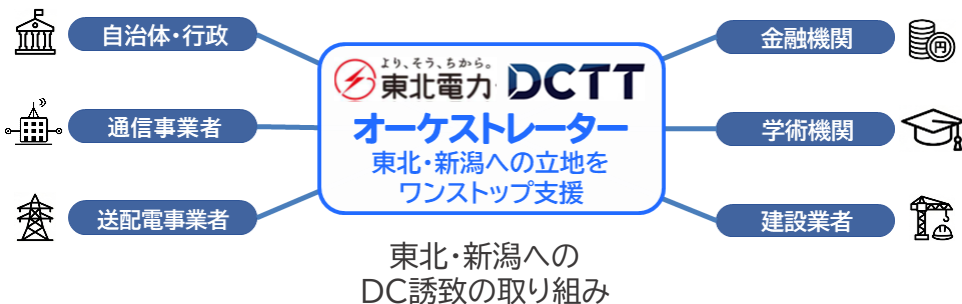 自治体・行政
通信事業者
送配電事業者
より、そう、ちから。
東北電力 DCTT
オーケストレーター
東北・新潟への立地を
ワンストップ支援
金融機関
円
学術機関
建設業者
東北・新潟への
DC誘致の取り組み